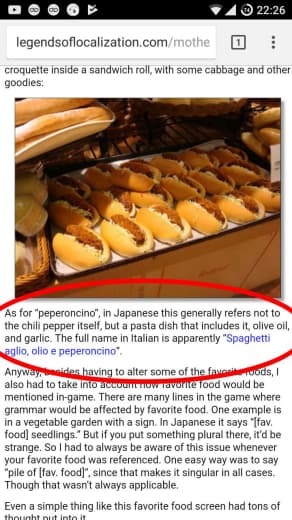 22:26
legendsoflocalization.com/mothe
1
croquette inside a sandwich roll, with some cabbage and other
goodies:
As for "peperoncino", in Japanese this generally refers not to
the chili pepper itself, but a pasta dish that includes it, olive oil,
and garlic. The full name in Italian is apparently "Spaghetti
aglio, olio e peperoncino".
Anyway, besides having to alter some of the favorite foods, I
also had to take into account how favorite food would be
mentioned in-game. There are many lines in the game where
grammar would be affected by favorite food. One example is
in a vegetable garden with a sign. In Japanese it says "[fav.
food] seedlings." But if you put something plural there, it'd be
strange. So I had to always be aware of this issue whenever
your favorite food was referenced. One easy way to say
"pile of [fav. food]", since that makes it singular in all cases.
Though that wasn't always applicable.
Even a simple thing like this favorite food screen had tons of
thought put into it